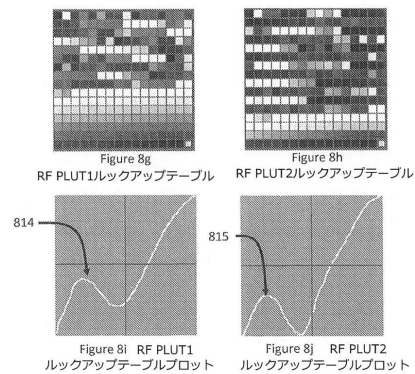 Figure 8g
RF PLUT1ルックアップテーブル
Figure 8h
RF PLUT2ルックアップテーブル
814
815
Figure 8i RF PLUT1
ルックアップテーブルプロット
Figure 8j RF PLUT2
ルックアップテーブルプロット